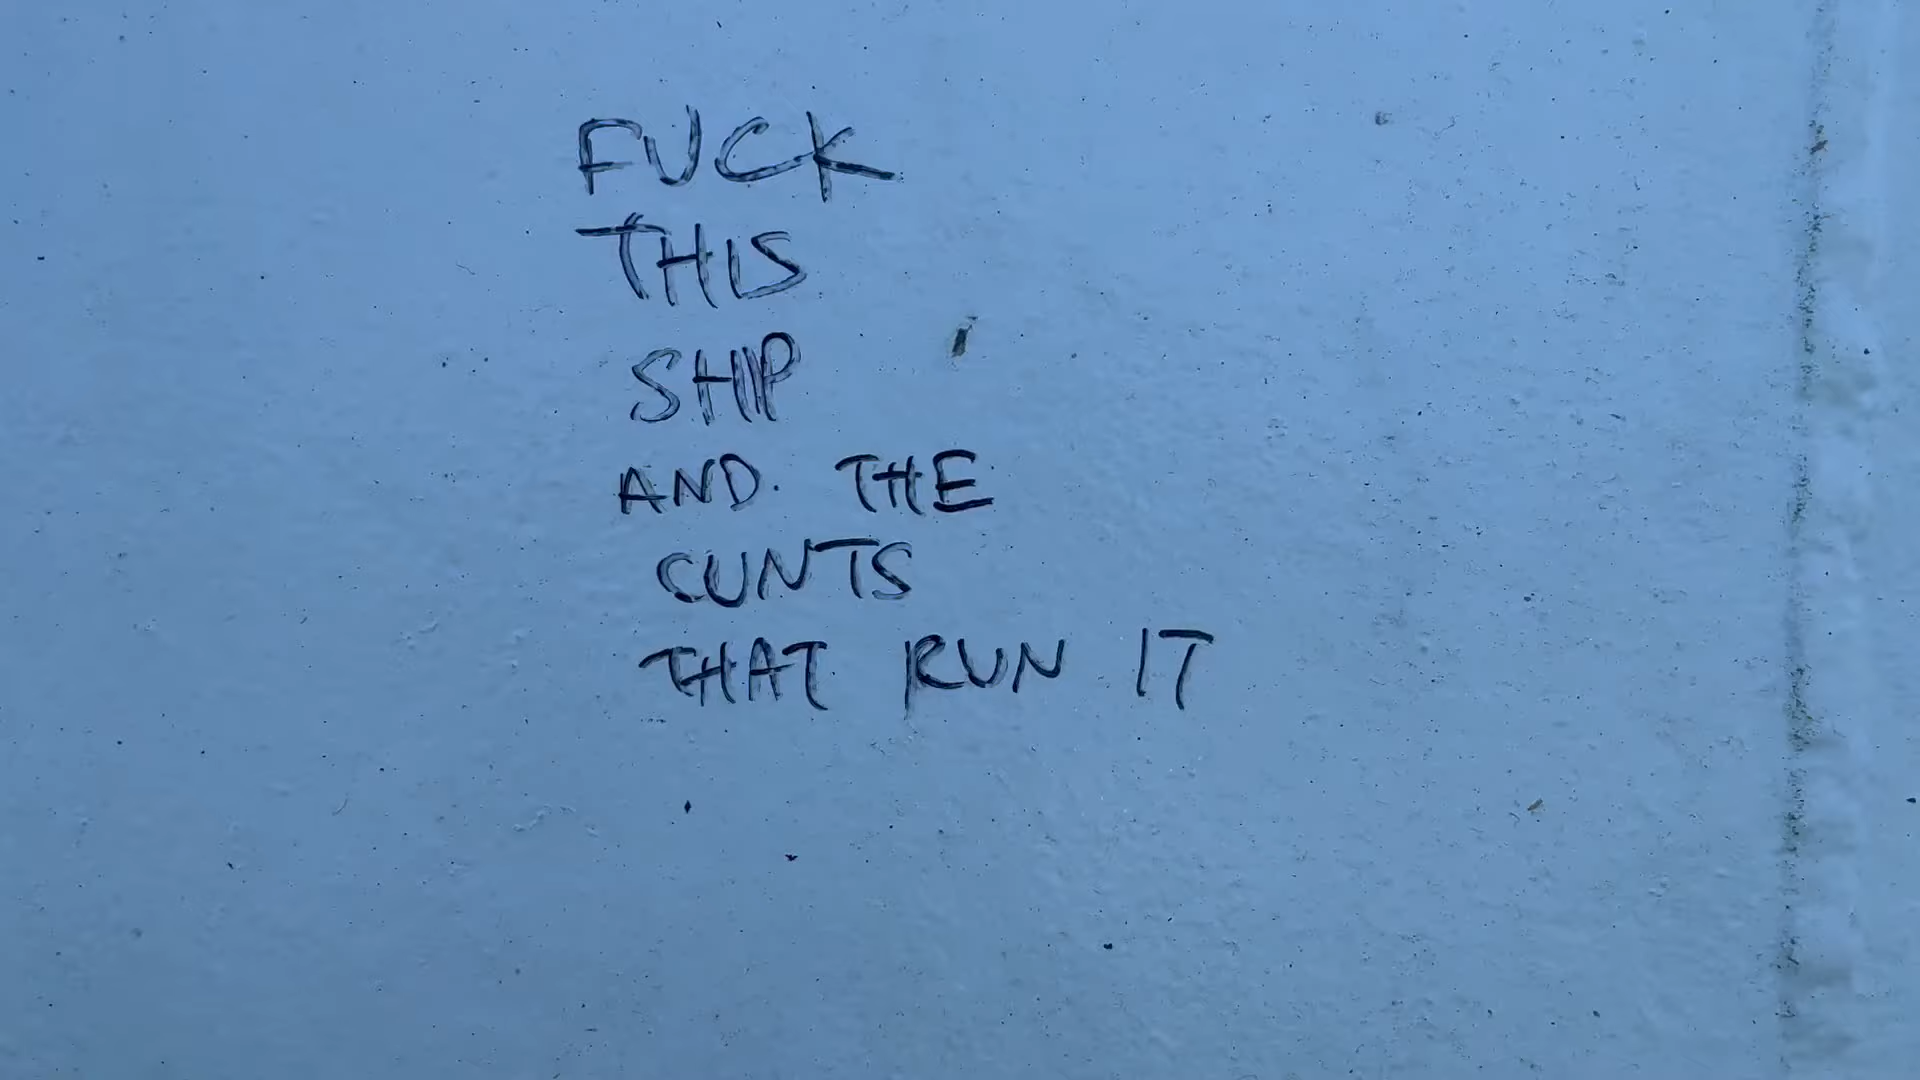 FUCK
THIS
SHIP
AND. THE
CUNTS
THAT RUN IT